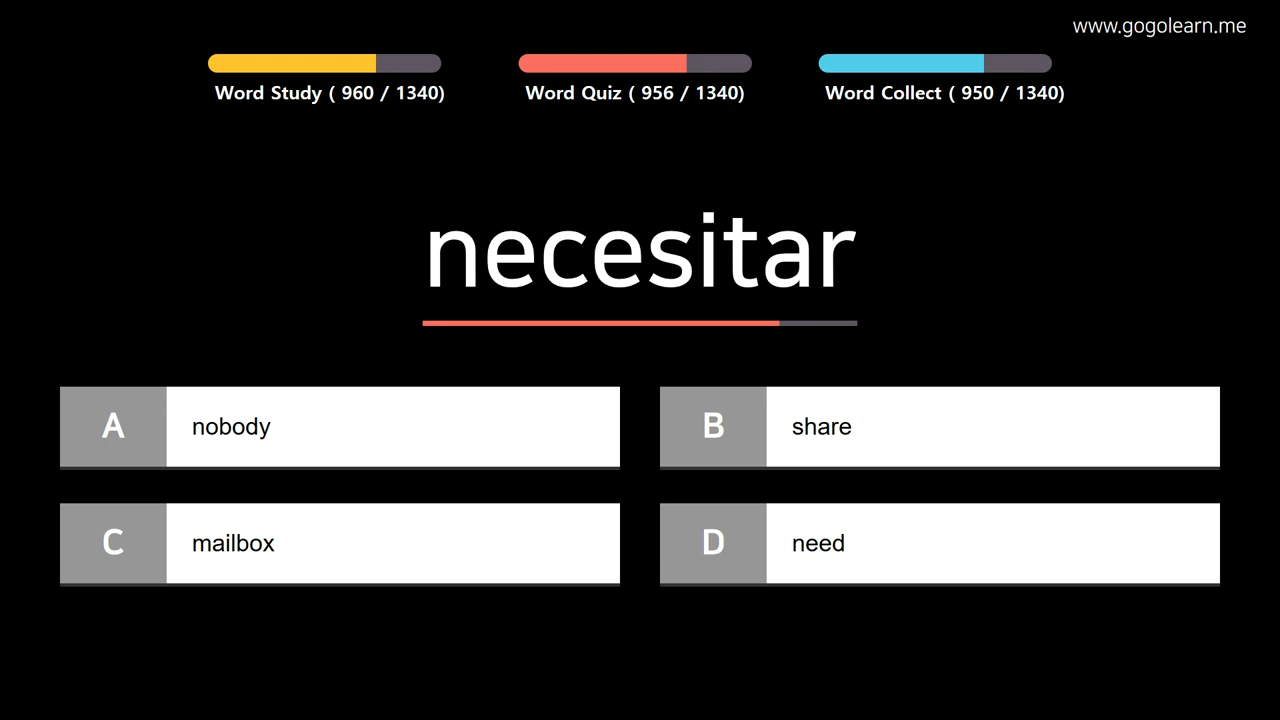 www.gogolearn.me
Word Study ( 960 / 1340)
Word Quiz ( 956 / 1340)
Word Collect ( 950 / 1340)
necesitar
A nobody
B share
C mailbox
D need